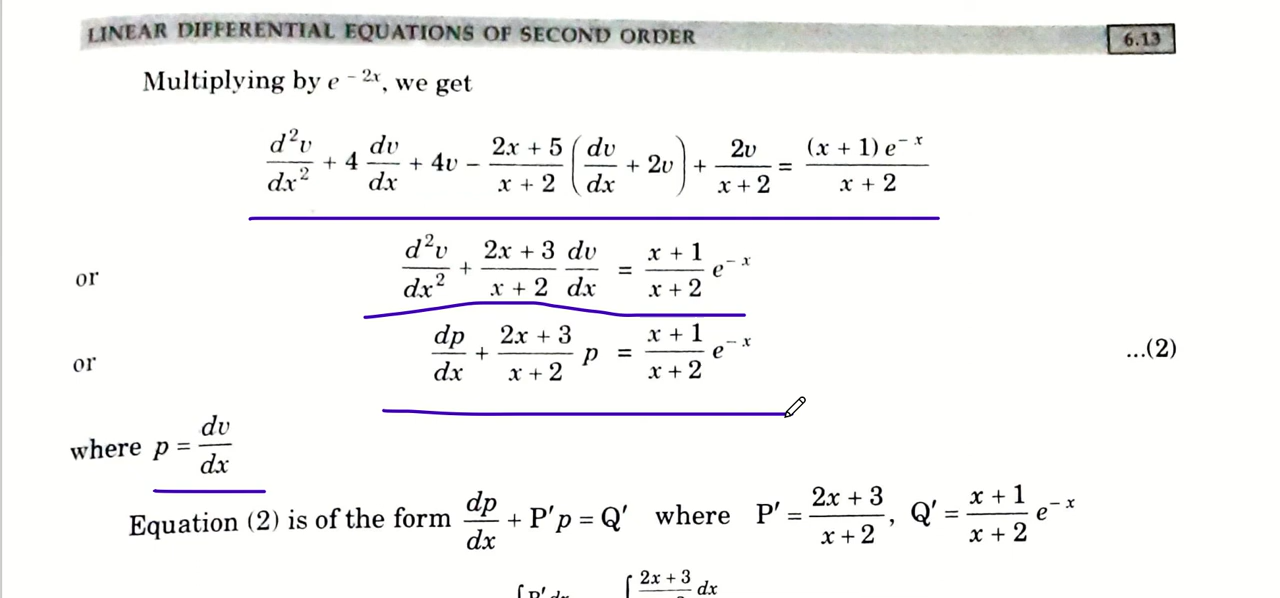 LINEAR DIFFERENTIAL EQUATIONS OF SECOND ORDER 6.13
Multiplying by e^{-2x}, we get
d²v/dx² + 4 dv/dx + 4v − (2x + 5)/(x + 2) (dv/dx + 2v) + 2v/(x + 2) = (x + 1) e^{-x}/(x + 2)
or d²v/dx² + (2x + 3)/(x + 2) dv/dx = (x + 1)/(x + 2) e^{-x}
or dp/dx + (2x + 3)/(x + 2) p = (x + 1)/(x + 2) e^{-x} ...(2)
where p = dv/dx
Equation (2) is of the form dp/dx + P′p = Q′ where P′ = (2x + 3)/(x + 2), Q′ = (x + 1)/(x + 2) e^{-x}
2x + 3 dx